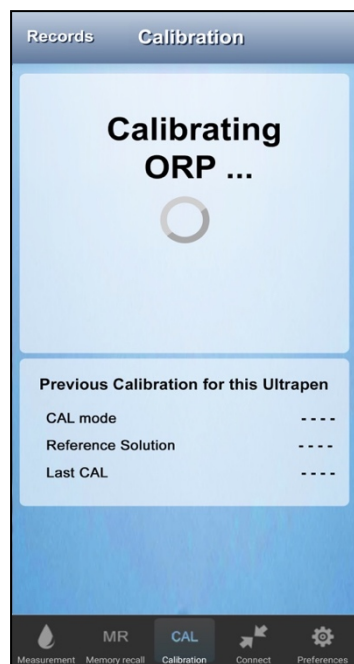 Records Calibration
Calibrating
ORP ...
Previous Calibration for this Ultrapen
CAL mode - - - -
Reference Solution - - - -
Last CAL - - - -
MR CAL
Measurement Memory recall Calibration Connect Preferences